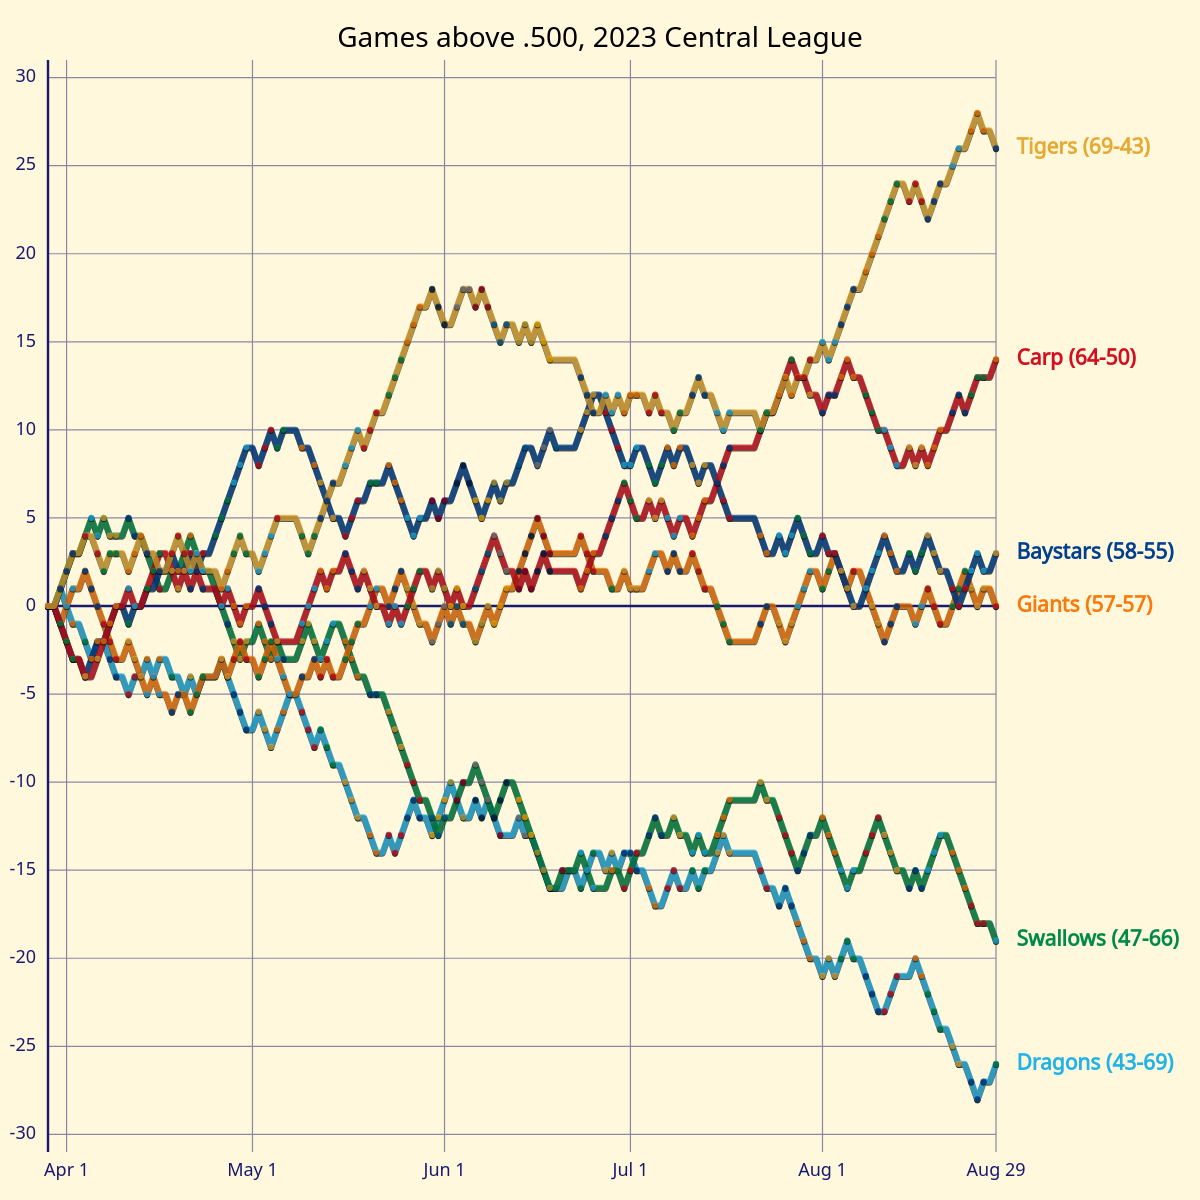 Games above .500, 2023 Central League
30
25
20
15
10
5
0
-5
-10
-15
-20
-25
-30
Tigers (69-43)
Carp (64-50)
Baystars (58-55)
Giants (57-57)
Swallows (47-66)
Dragons (43-69)
Apr 1
May 1
Jun 1
Jul 1
Aug 1
Aug 29